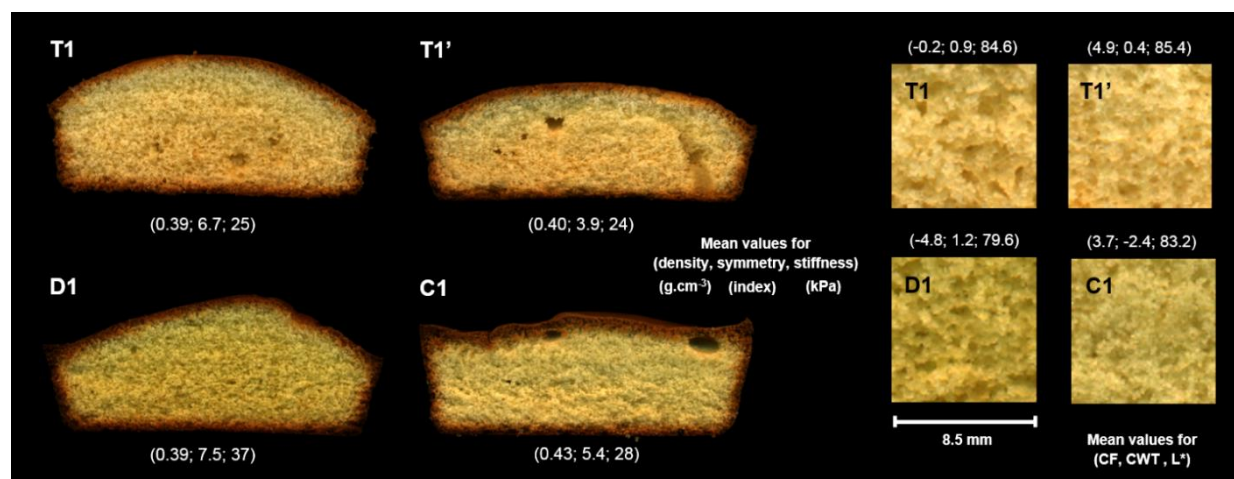 T1
(0.39; 6.7; 25)
T1’
(0.40; 3.9; 24)
D1
(0.39; 7.5; 37)
C1
(0.43; 5.4; 28)
Mean values for
(density, symmetry, stiffness)
(g.cm-3) (index) (kPa)
(-0.2; 0.9; 84.6)
T1
(4.9; 0.4; 85.4)
T1’
(-4.8; 1.2; 79.6)
D1
(3.7; -2.4; 83.2)
C1
8.5 mm
Mean values for
(CF, CWT , L*)